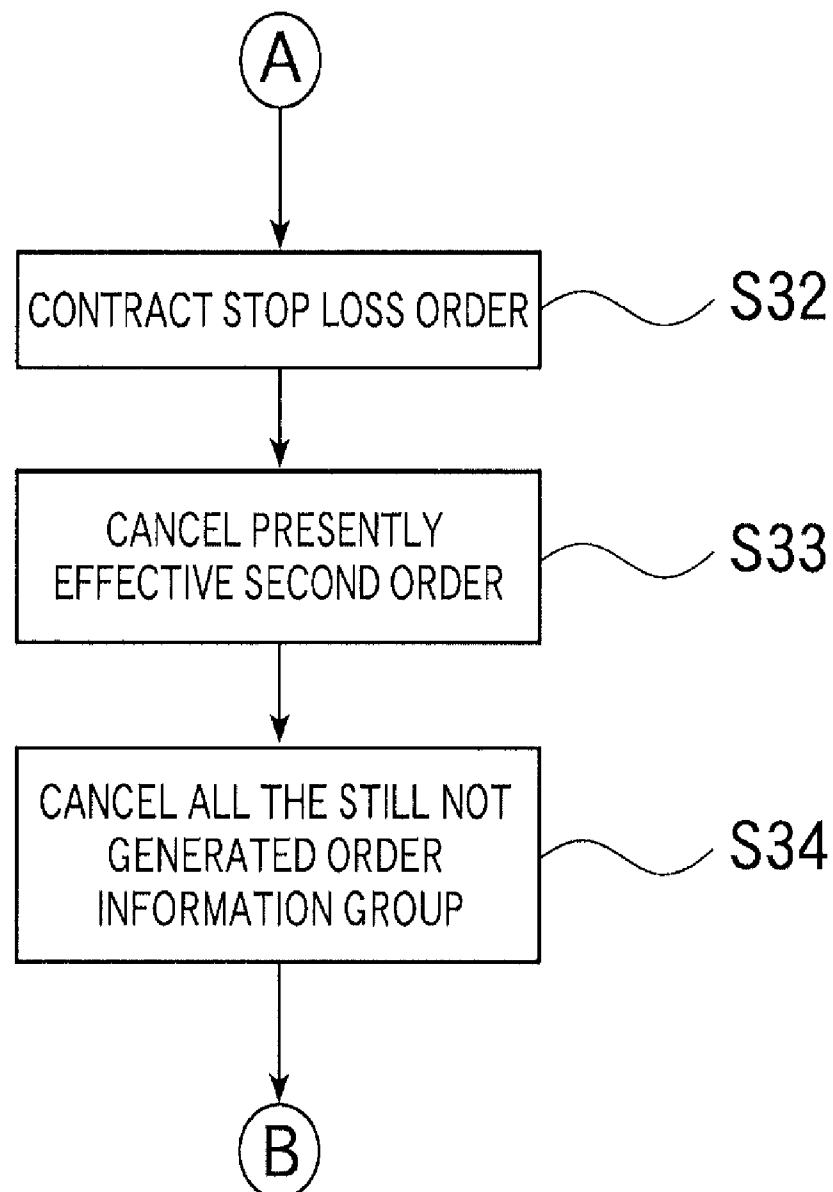 A
CONTRACT STOP LOSS ORDER
S32
CANCEL PRESENTLY
EFFECTIVE SECOND ORDER
S33
CANCEL ALL THE STILL NOT
GENERATED ORDER
INFORMATION GROUP
S34
B